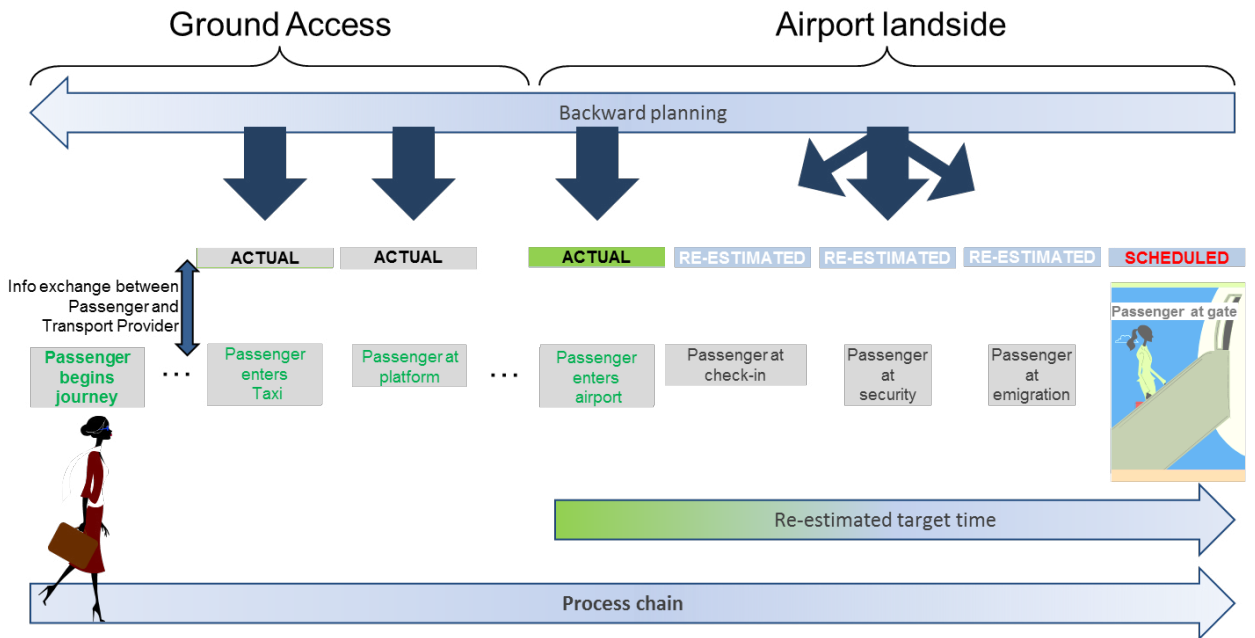 Ground Access
Airport landside
Backward planning
ACTUAL
ACTUAL
ACTUAL
RE-ESTIMATED
RE-ESTIMATED
RE-ESTIMATED
SCHEDULED
Info exchange between
Passenger and
Transport Provider
Passenger
begins
journey
...
Passenger
enters
Taxi
Passenger at
platform
...
Passenger
enters
airport
Passenger at
check-in
Passenger
at
security
Passenger
at
emigration
Passenger at gate
Re-estimated target time
Process chain